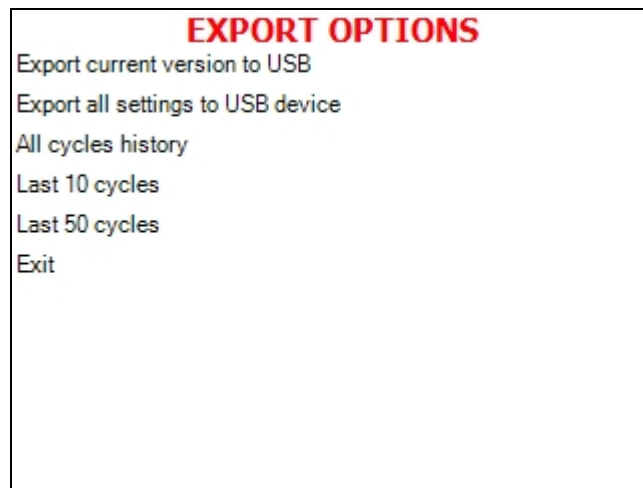 EXPORT OPTIONS
Export current version to USB
Export all settings to USB device
All cycles history
Last 10 cycles
Last 50 cycles
Exit